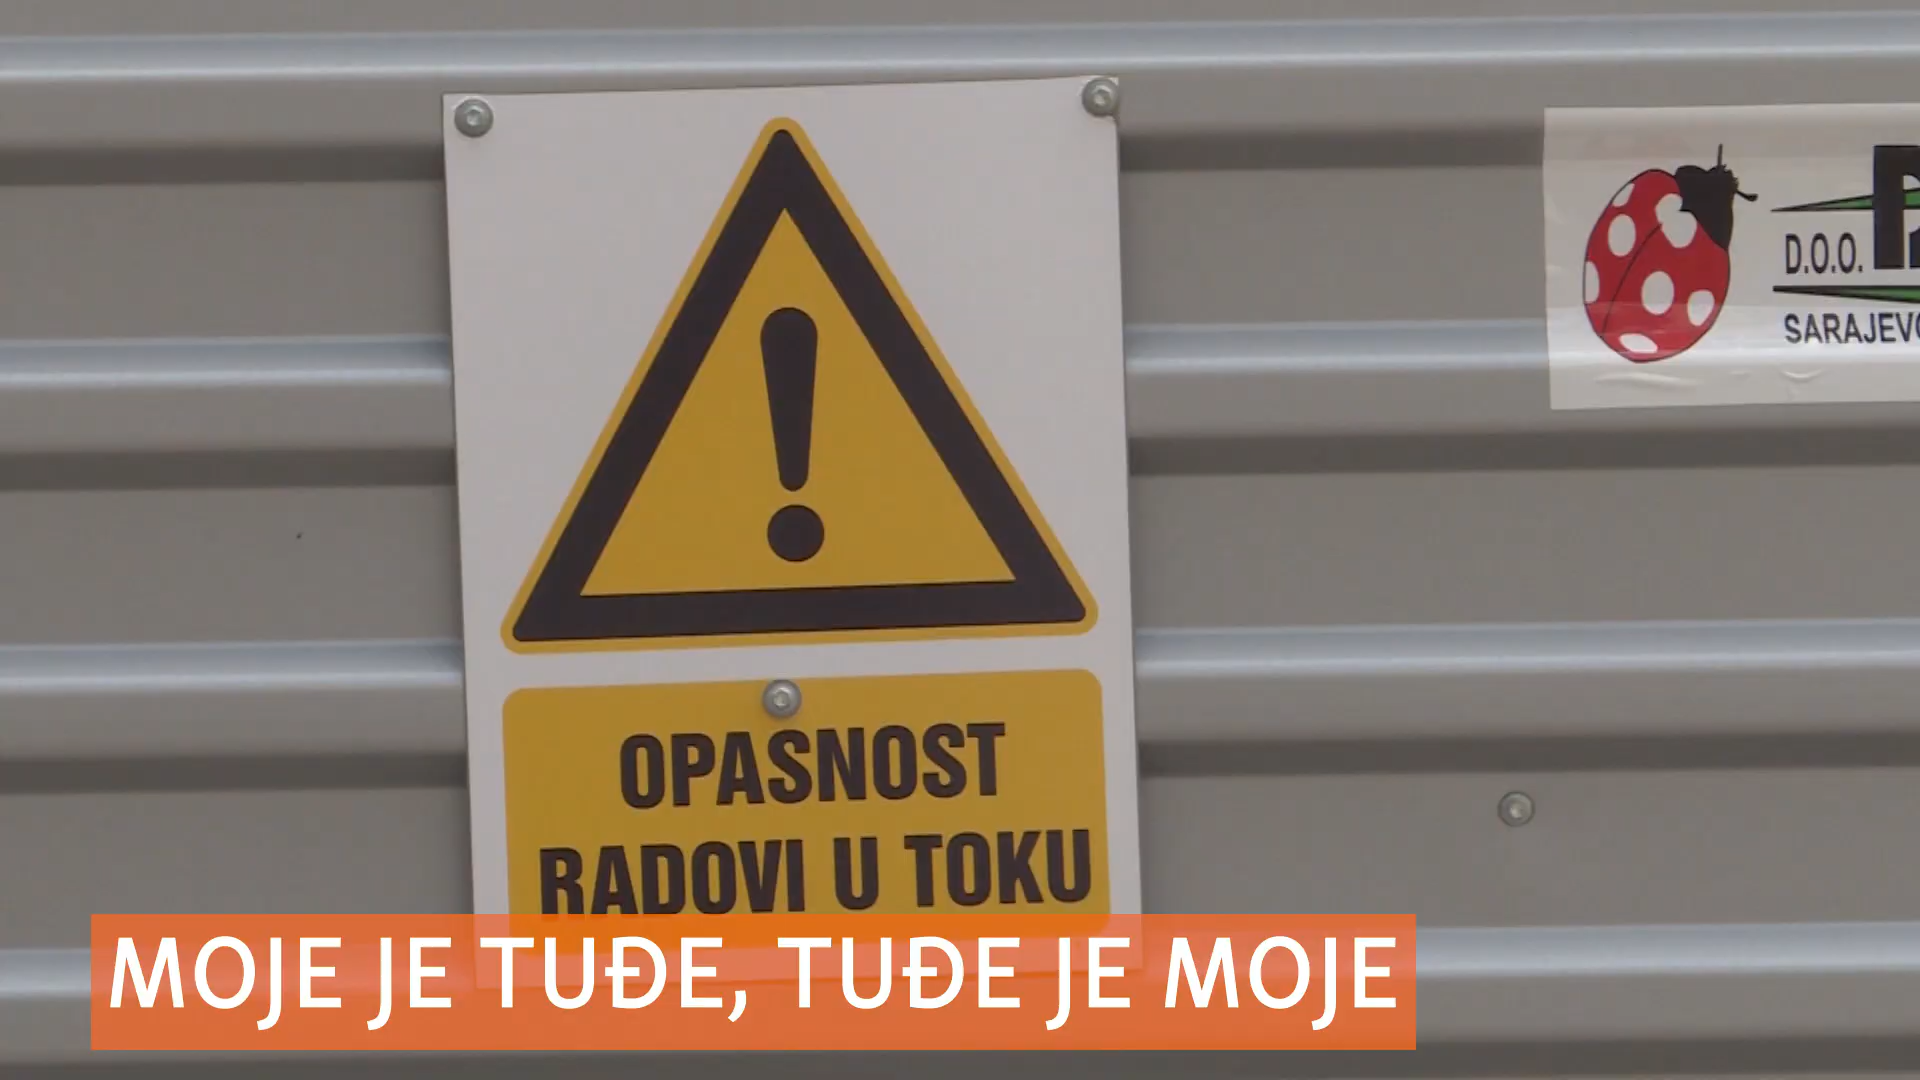 D.O.O.
SARAJEVO
OPASNOST
RADOVI U TOKU
MOJE JE TUĐE, TUĐE JE MOJE